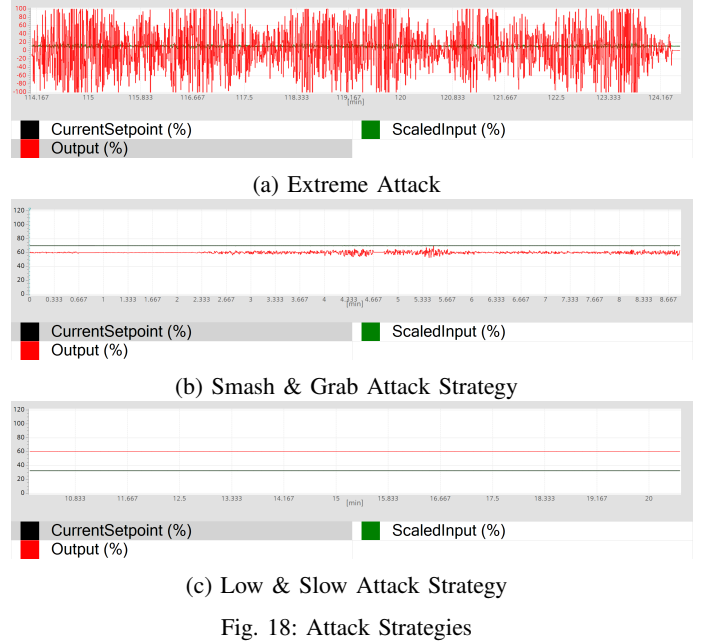 100
80
60
40
20
0
-20
-40
-60
-80
-100
114.167 115 115.833 116.667 117.5 118.333 119.167 120 120.833 121.667 122.5 123.333 124.167
[min]
CurrentSetpoint (%) ScaledInput (%)
Output (%)
(a) Extreme Attack
120
100
80
60
40
20
0
0 0.333 0.667 1 1.333 1.667 2 2.333 2.667 3 3.333 3.667 4 4.333 4.667 5 5.333 5.667 6 6.333 6.667 7 7.333 7.667 8 8.333 8.667
[min]
CurrentSetpoint (%) ScaledInput (%)
Output (%)
(b) Smash & Grab Attack Strategy
120
100
80
60
40
20
0
10.833 11.667 12.5 13.333 14.167 15 15.833 16.667 17.5 18.333 19.167 20
[min]
CurrentSetpoint (%) ScaledInput (%)
Output (%)
(c) Low & Slow Attack Strategy
Fig. 18: Attack Strategies